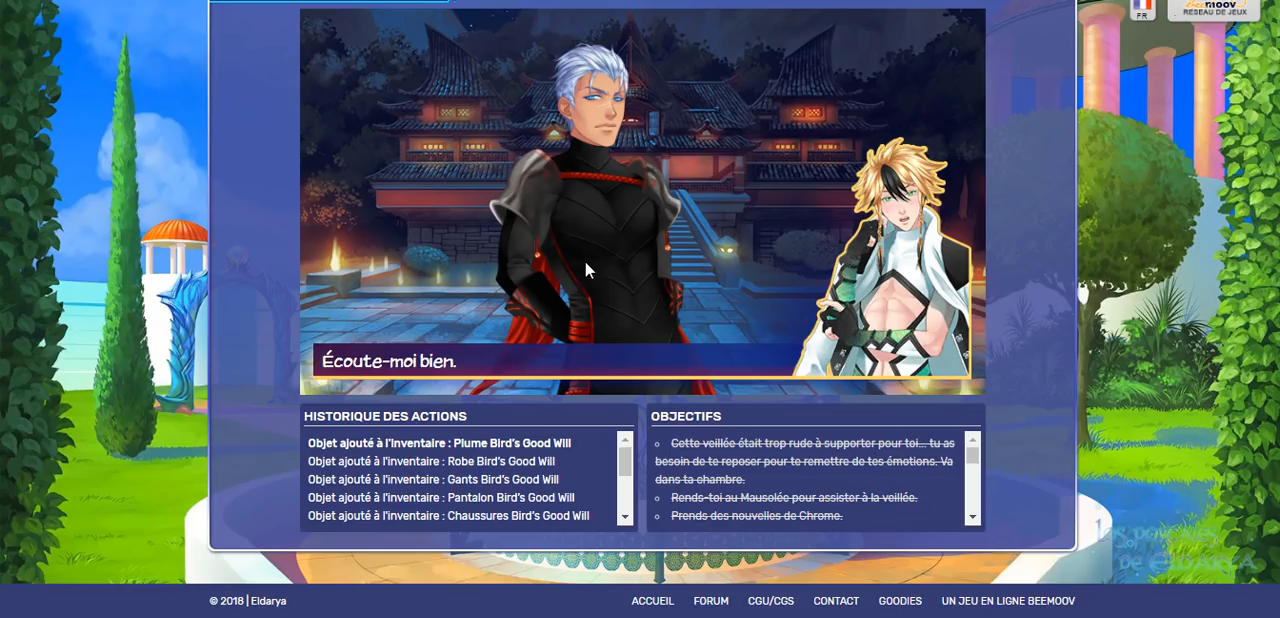 FR
Beemoov
RÉSEAU DE JEUX
Écoute-moi bien.
HISTORIQUE DES ACTIONS
Objet ajouté à l'inventaire : Plume Bird's Good Will
Objet ajouté à l'inventaire : Robe Bird's Good Will
Objet ajouté à l'inventaire : Gants Bird's Good Will
Objet ajouté à l'inventaire : Pantalon Bird's Good Will
Objet ajouté à l'inventaire : Chaussures Bird's Good Will
OBJECTIFS
Cette veillée était trop rude à supporter pour toi... tu as
besoin de te reposer pour te remettre de tes émotions. Va
dans ta chambre.
Rends-toi au Mausolée pour assister à la veillée.
Prends des nouvelles de Chrome.
de ELDARYA
© 2018 | Eldarya
ACCUEIL FORUM CGU/CGS CONTACT GOODIES UN JEU EN LIGNE BEEMOOV